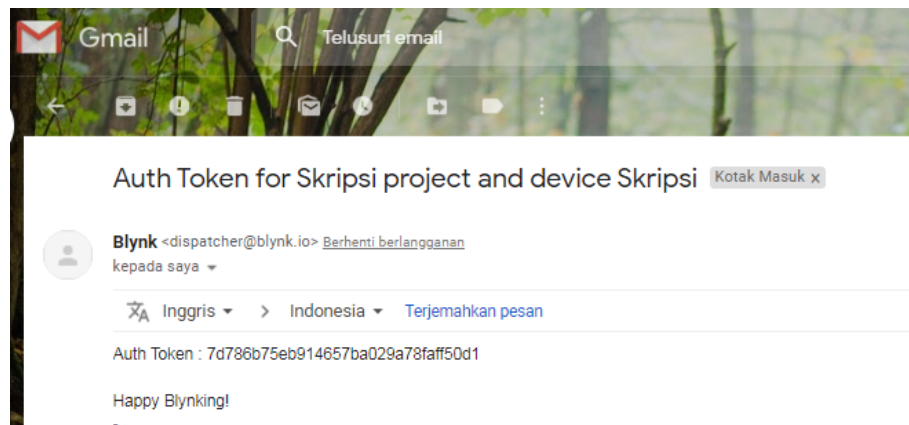 Gmail
Telusuri email
Auth Token for Skripsi project and device Skripsi Kotak Masuk x
Blynk <dispatcher@blynk.io> Berhenti berlangganan
kepada saya
Inggris > Indonesia Terjemahkan pesan
Auth Token : 7d786b75eb914657ba029a78faff50d1
Happy Blynking!